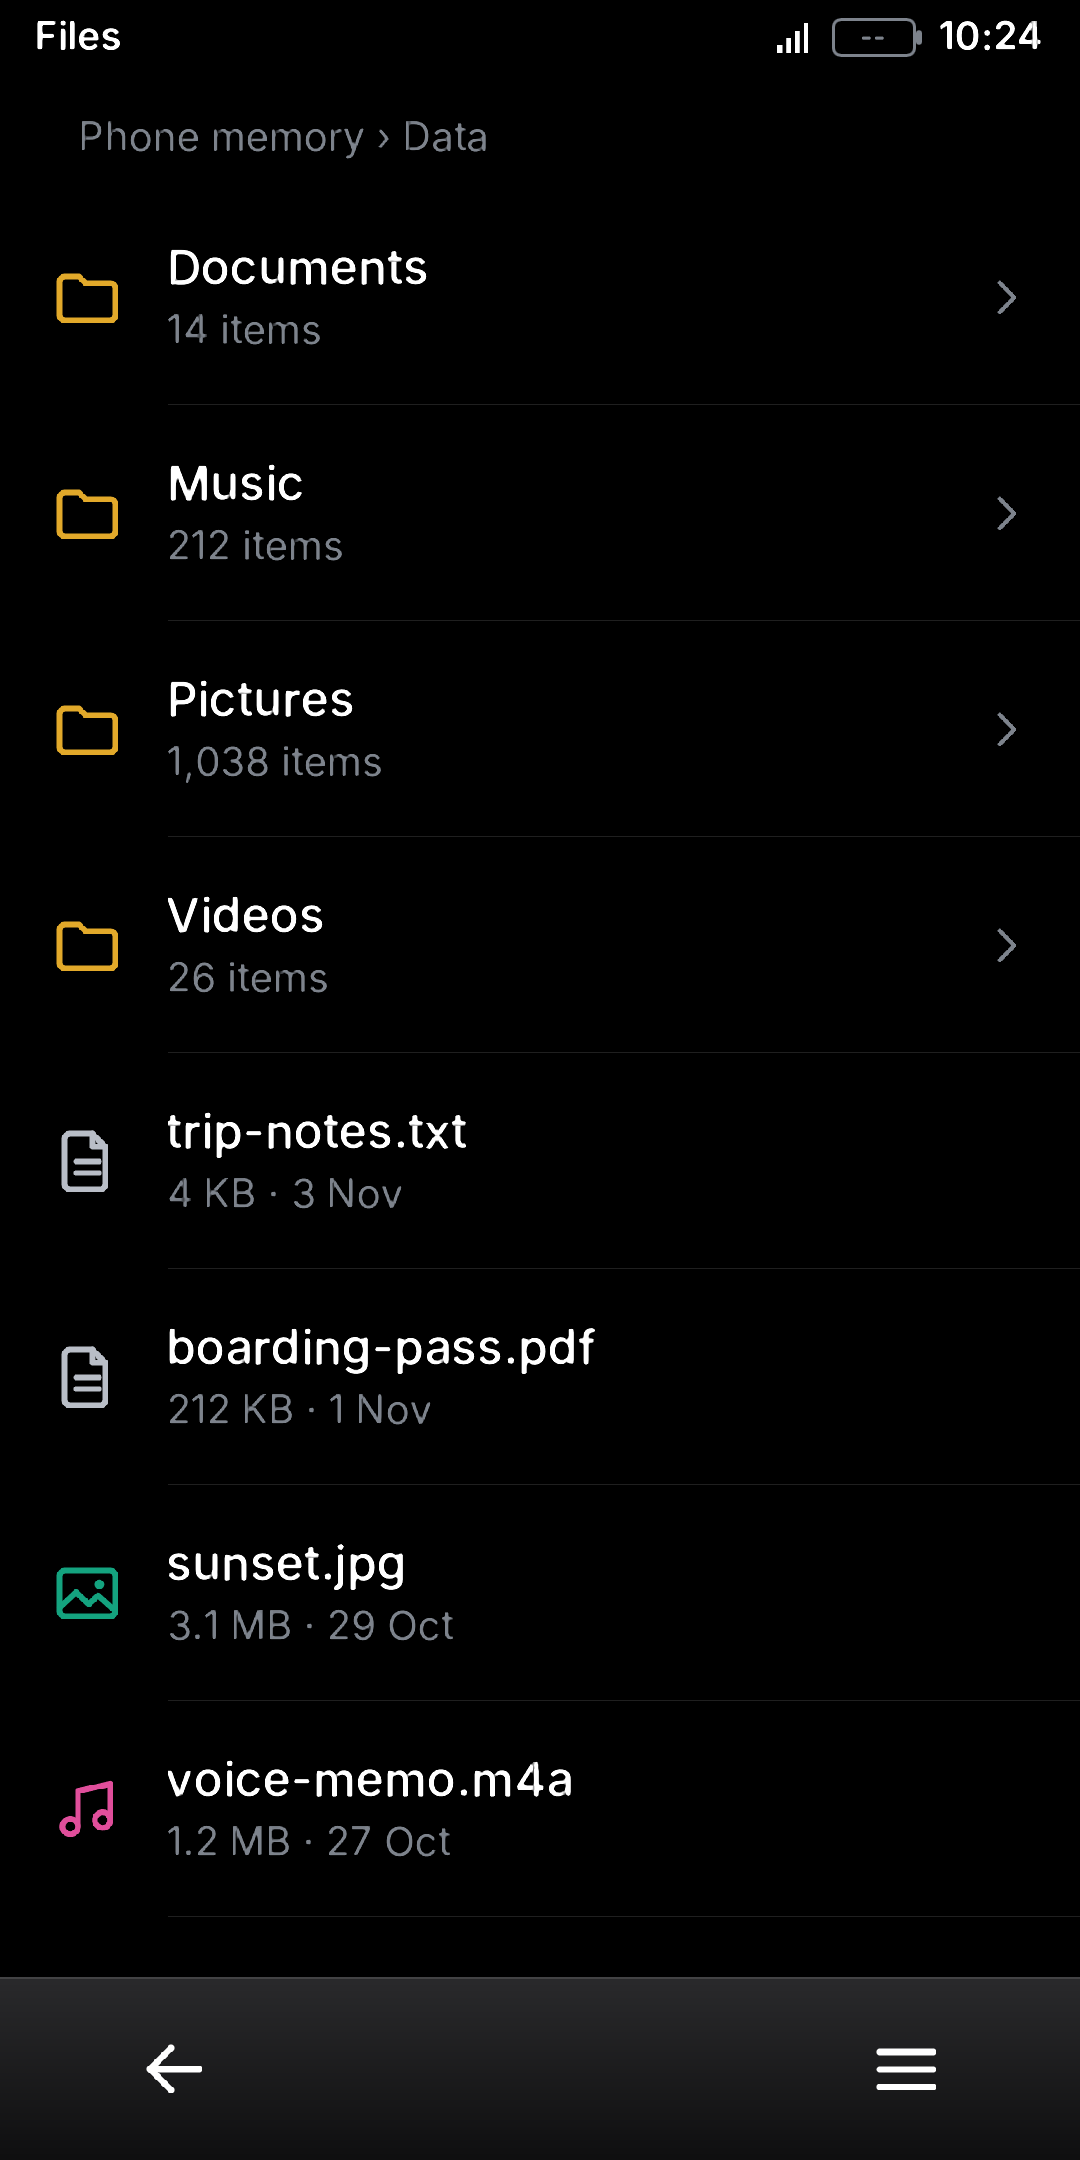 Files
-- 10:24
Phone memory › Data
Documents
14 items
Music
212 items
Pictures
1,038 items
Videos
26 items
trip-notes.txt
4 KB · 3 Nov
boarding-pass.pdf
212 KB · 1 Nov
sunset.jpg
3.1 MB · 29 Oct
voice-memo.m4a
1.2 MB · 27 Oct